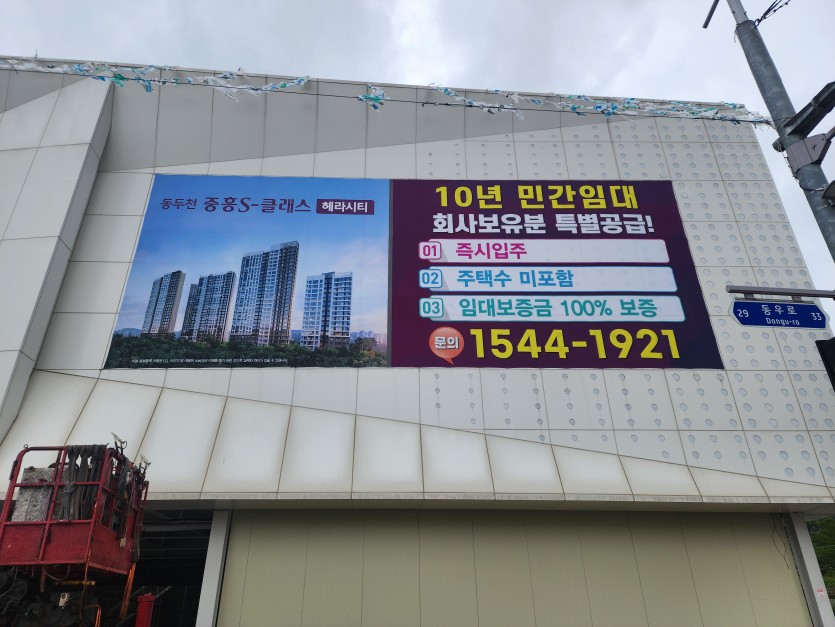 동두천 중흥S-클래스 헤라시티
10년 민간임대
회사보유분 특별공급!
01 즉시입주
02 주택수 미포함
03 임대보증금 100% 보증
문의 1544-1921
29 동우로 33
Dongu-ro